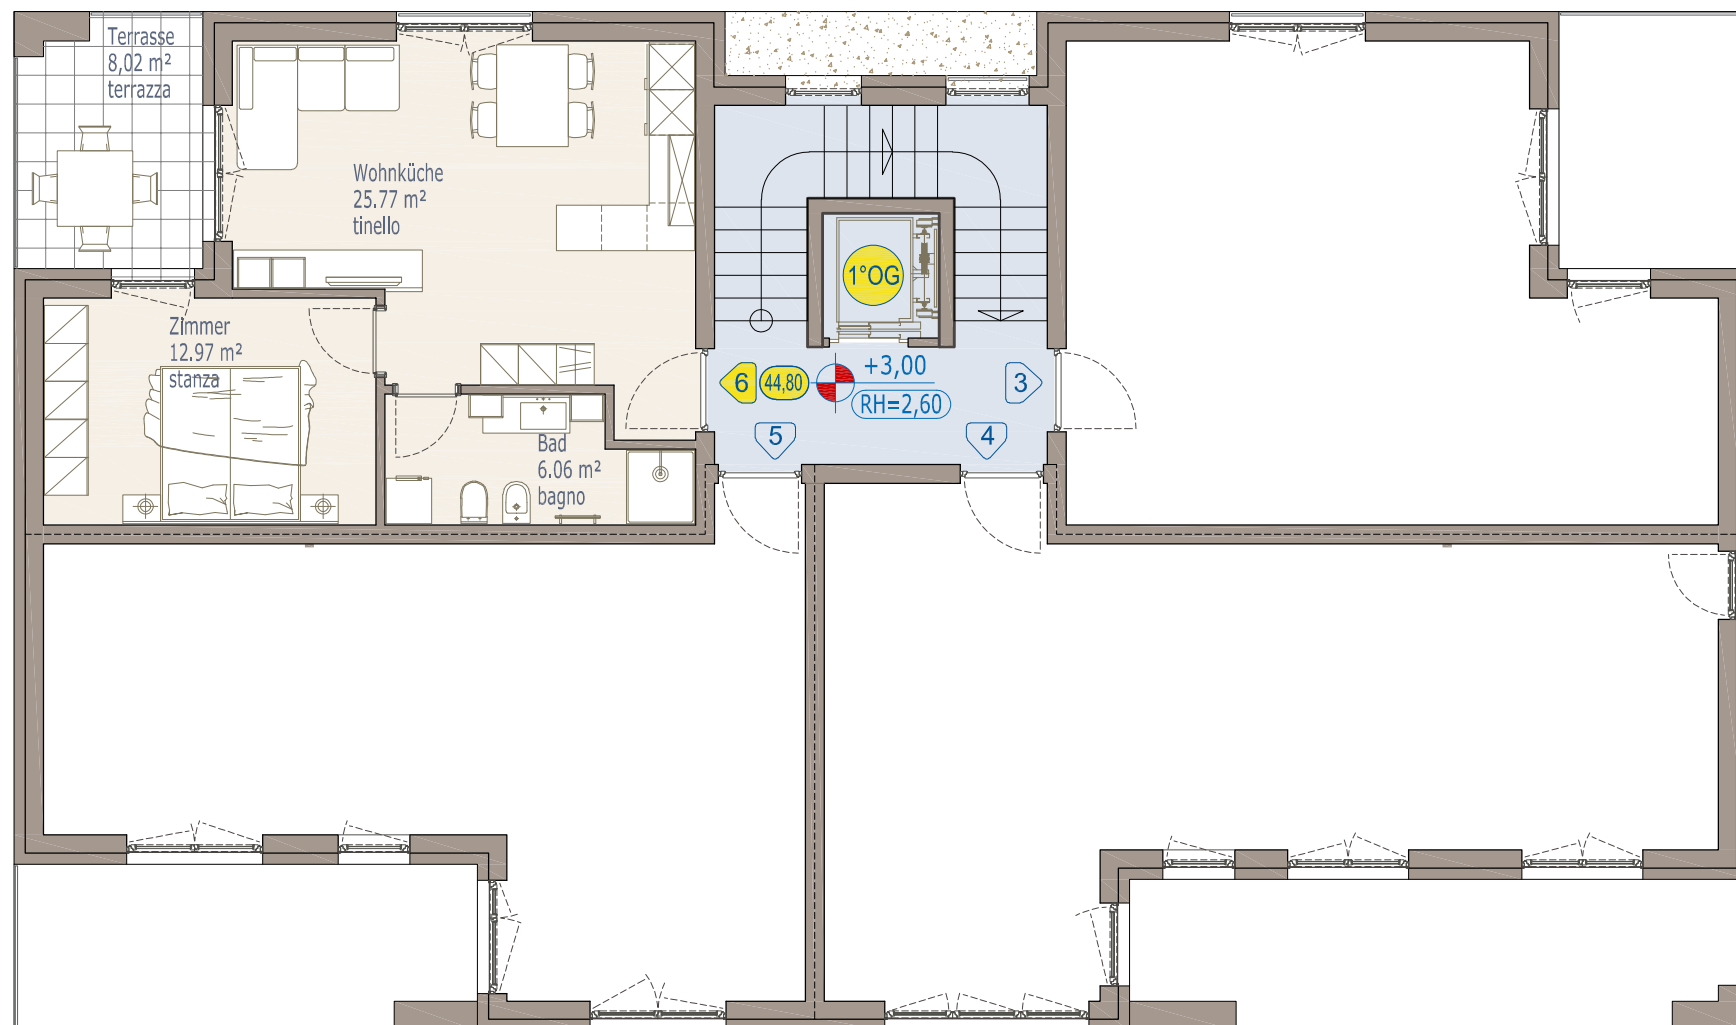 Terrasse
8,02 m²
terrazza
Wohnküche
25.77 m²
tinello
Zimmer
12.97 m²
stanza
Bad
6.06 m²
bagno
1°OG
+3,00
RH=2,60
6
44,80
3
5
4